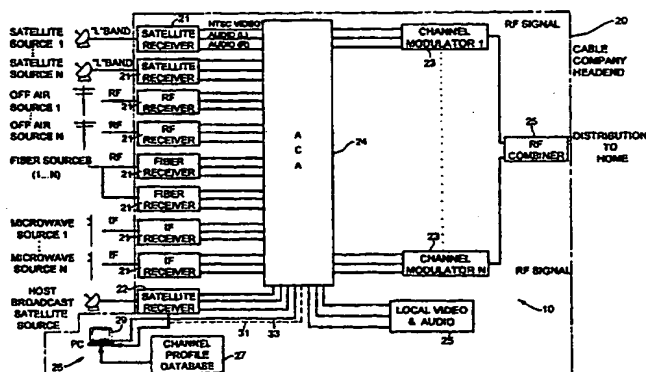 SATELLITE SOURCE 1
"L" BAND
21
SATELLITE RECEIVER
NTSC VIDEO
AUDIO (L)
AUDIO (R)
CHANNEL MODULATOR 1
23
RF SIGNAL
20
CABLE COMPANY HEADEND
SATELLITE SOURCE N
"L" BAND
21
SATELLITE RECEIVER
OFF AIR SOURCE 1
RF
21
RF RECEIVER
OFF AIR SOURCE N
RF
21
RF RECEIVER
A C A
24
25
RF COMBINER
DISTRIBUTION TO HOME
FIBER SOURCES (1...N)
RF
21
FIBER RECEIVER
21
FIBER RECEIVER
MICROWAVE SOURCE 1
IF
21
IF RECEIVER
MICROWAVE SOURCE N
IF
21
IF RECEIVER
23
CHANNEL MODULATOR N
RF SIGNAL
HOST BROADCAST SATELLITE SOURCE
22
SATELLITE RECEIVER
10
LOCAL VIDEO & AUDIO
25
29
PC
31
33
CHANNEL PROFILE DATABASE
27